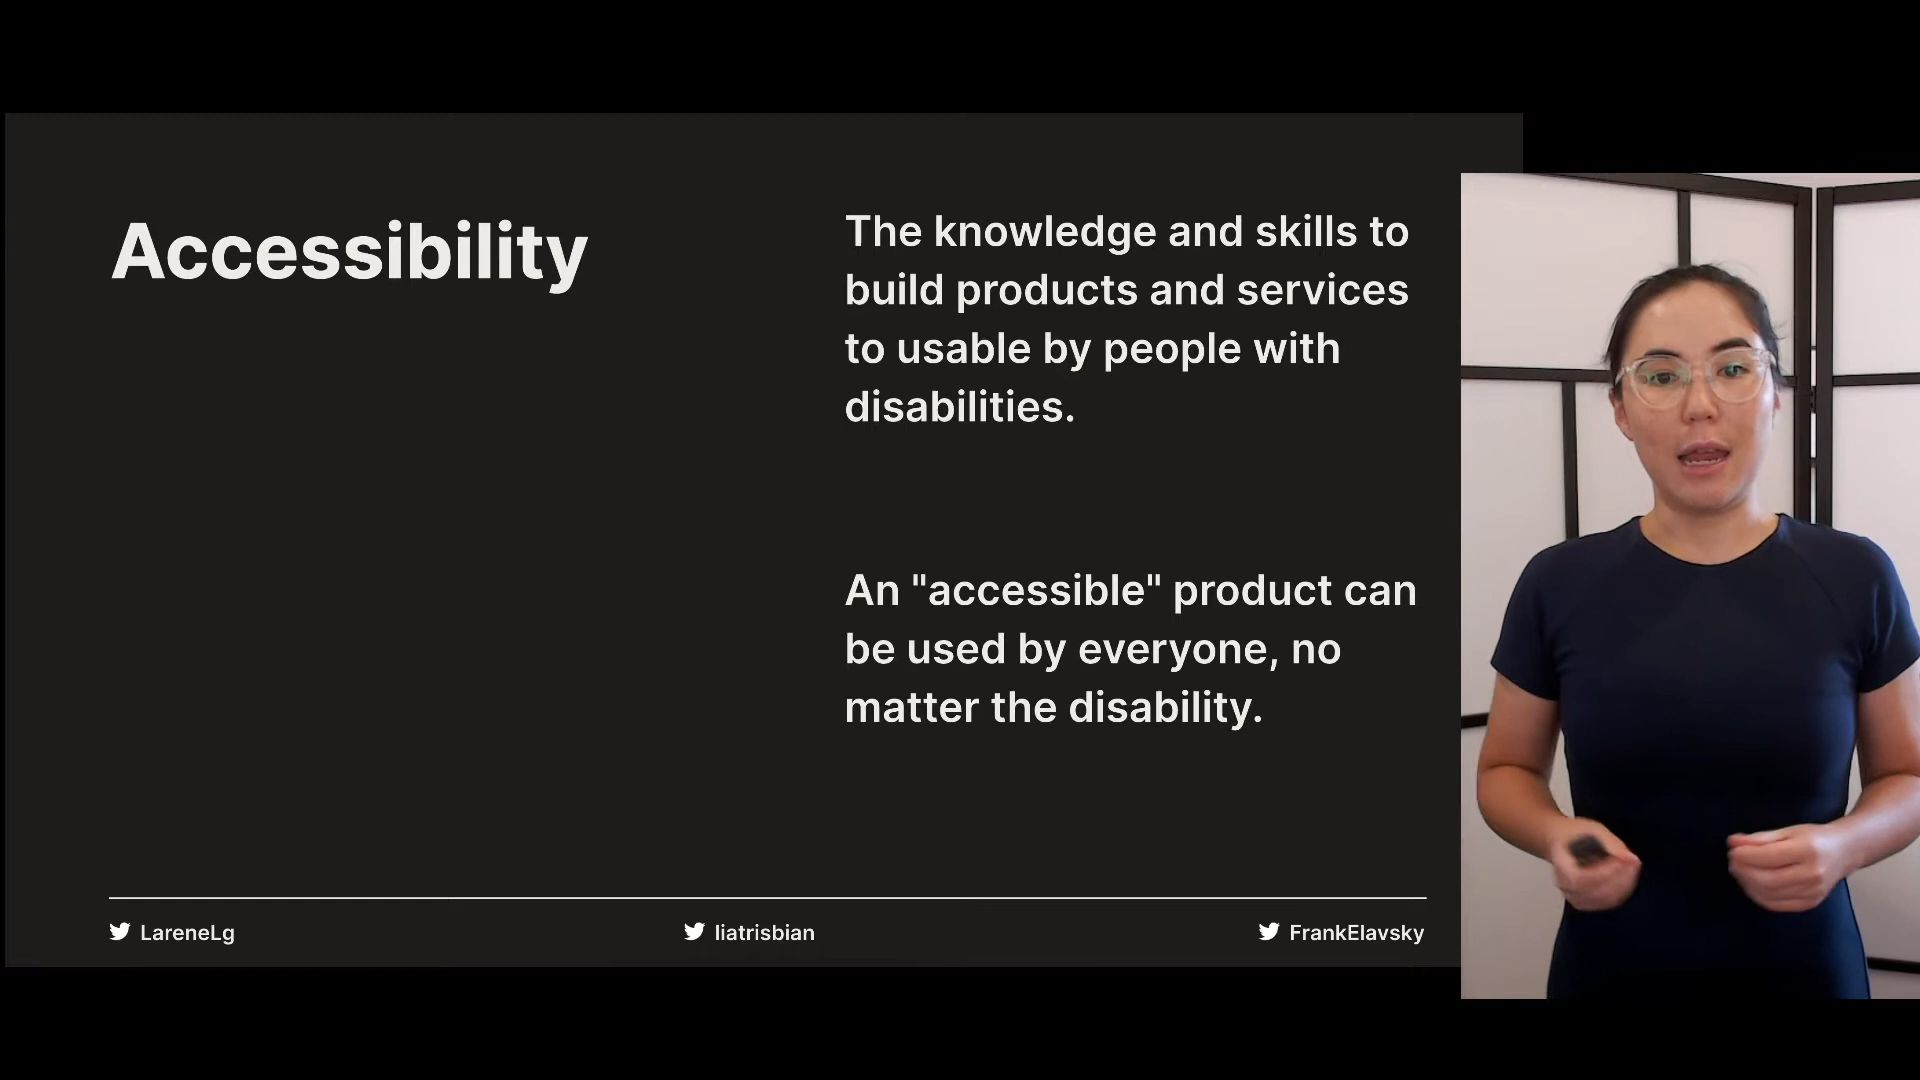 Accessibility
The knowledge and skills to
build products and services
to usable by people with
disabilities.
An "accessible" product can
be used by everyone, no
matter the disability.
LareneLg
liatrisbian
FrankElavsky